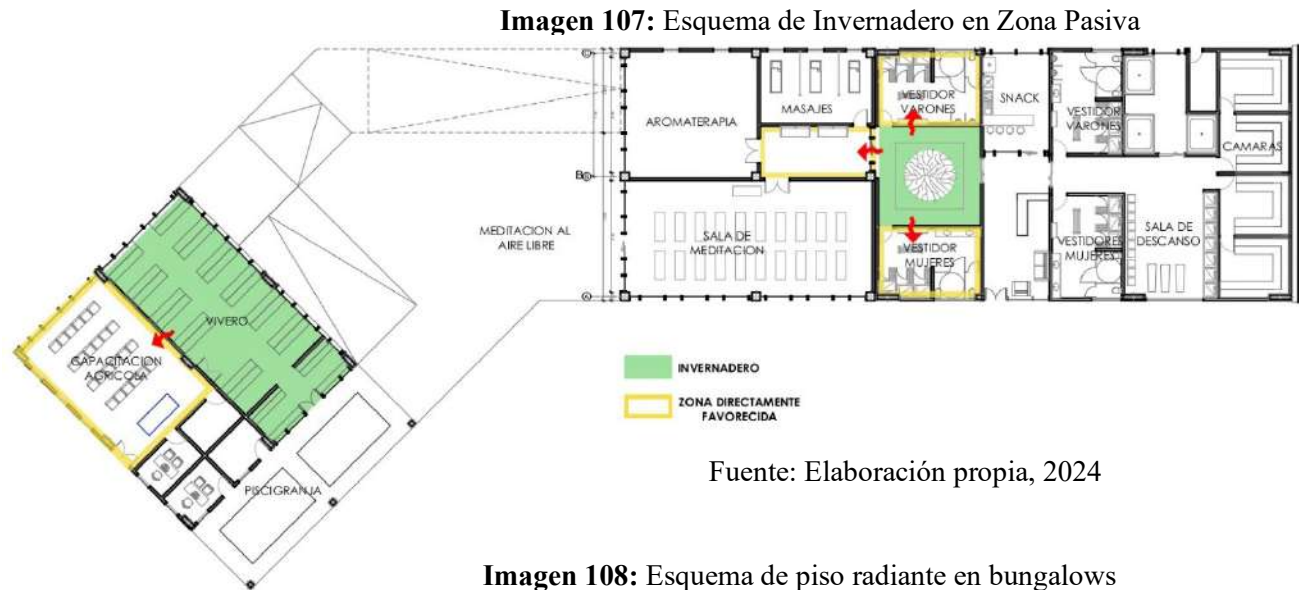 Imagen 107: Esquema de Invernadero en Zona Pasiva
AROMATERAPIA
MASAJES
VESTIDOR
VARONES
SNACK
VESTIDOR
VARONES
CAMARAS
B
MEDITACION AL
AIRE LIBRE
SALA DE
MEDITACION
VESTIDOR
MUJERES
VESTIDORES
MUJERES
SALA DE
DESCANSO
VIVERO
CAPACITACION
AGRICOLA
PISCIGRANJA
INVERNADERO
ZONA DIRECTAMENTE
FAVORECIDA
Fuente: Elaboración propia, 2024
Imagen 108: Esquema de piso radiante en bungalows